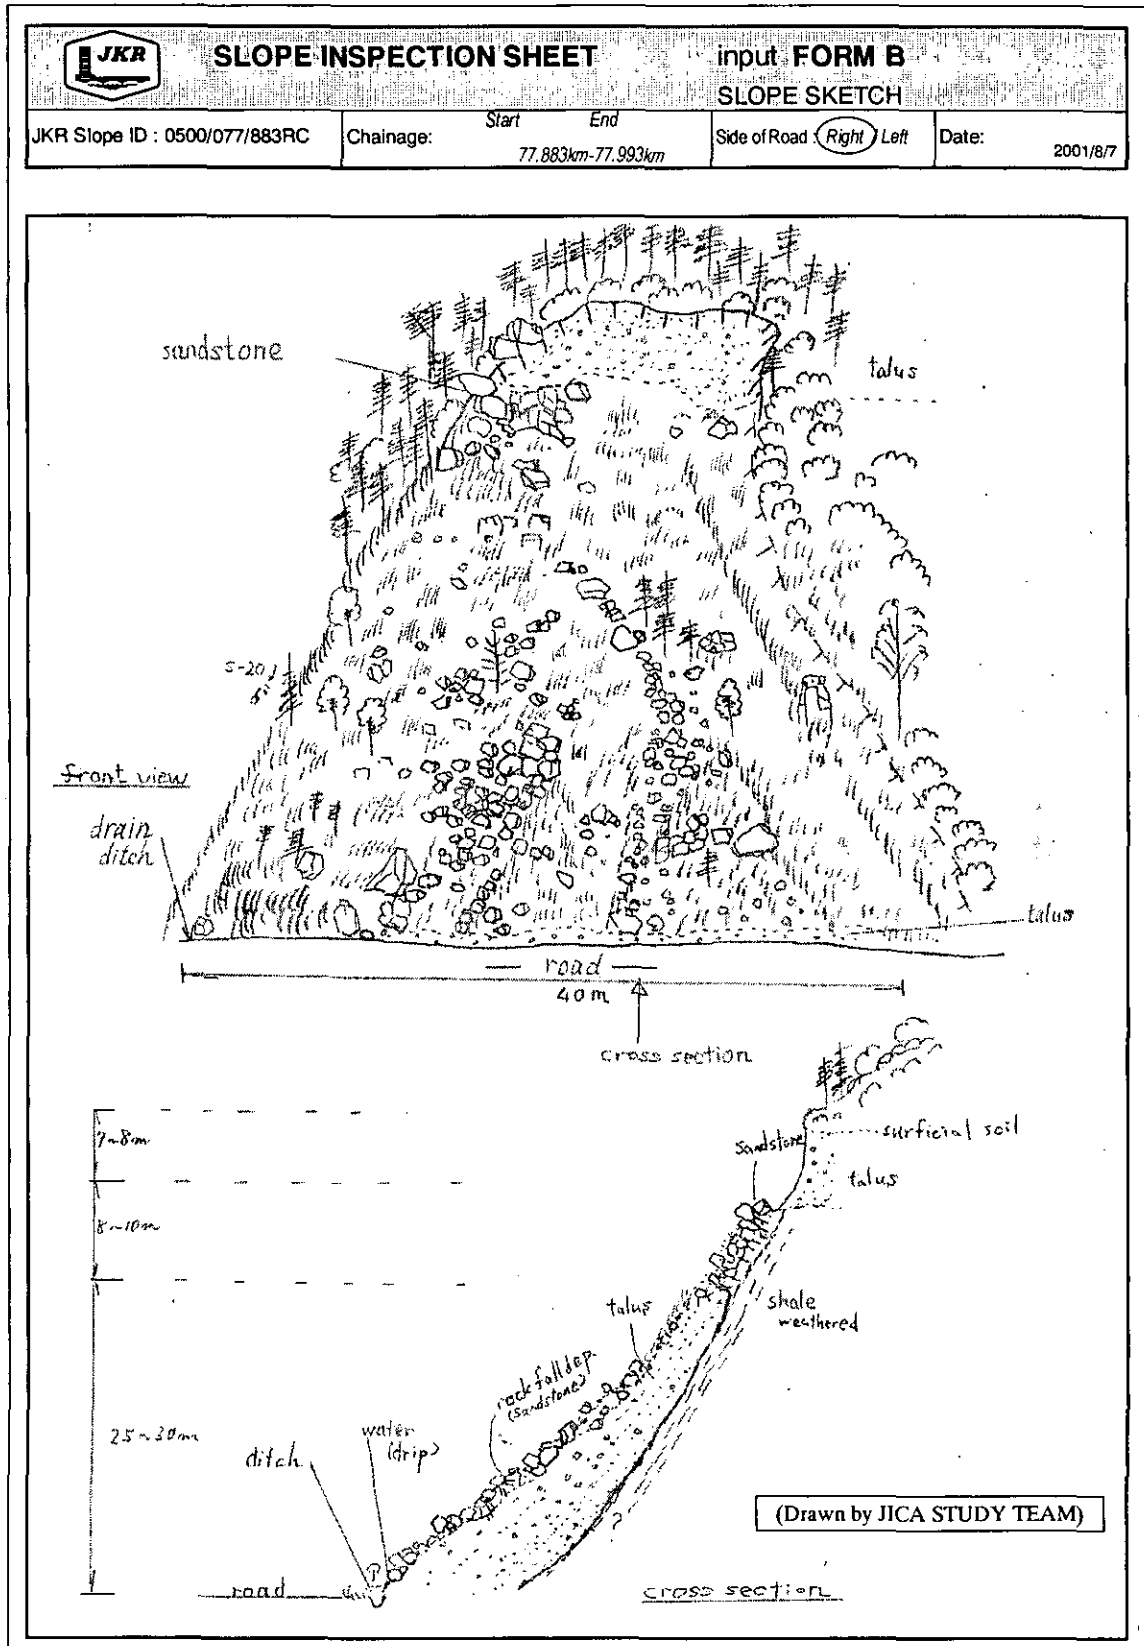 JKR
SLOPE INSPECTION SHEET
input FORM B
SLOPE SKETCH
JKR Slope ID : 0500/077/883RC
Chainage:
Start End
77.883km-77.993km
Side of Road : Right / Left
Date:
2001/8/7
sandstone
talus
front view
drain
ditch
talus
road
40m
cross section
7~8m
8~10m
25~30m
sandstone
surficial soil
talus
shale
weathered
talus
rock fall dep.
(sandstone)
water
(drip)
ditch
road
?
(Drawn by JICA STUDY TEAM)
cross section